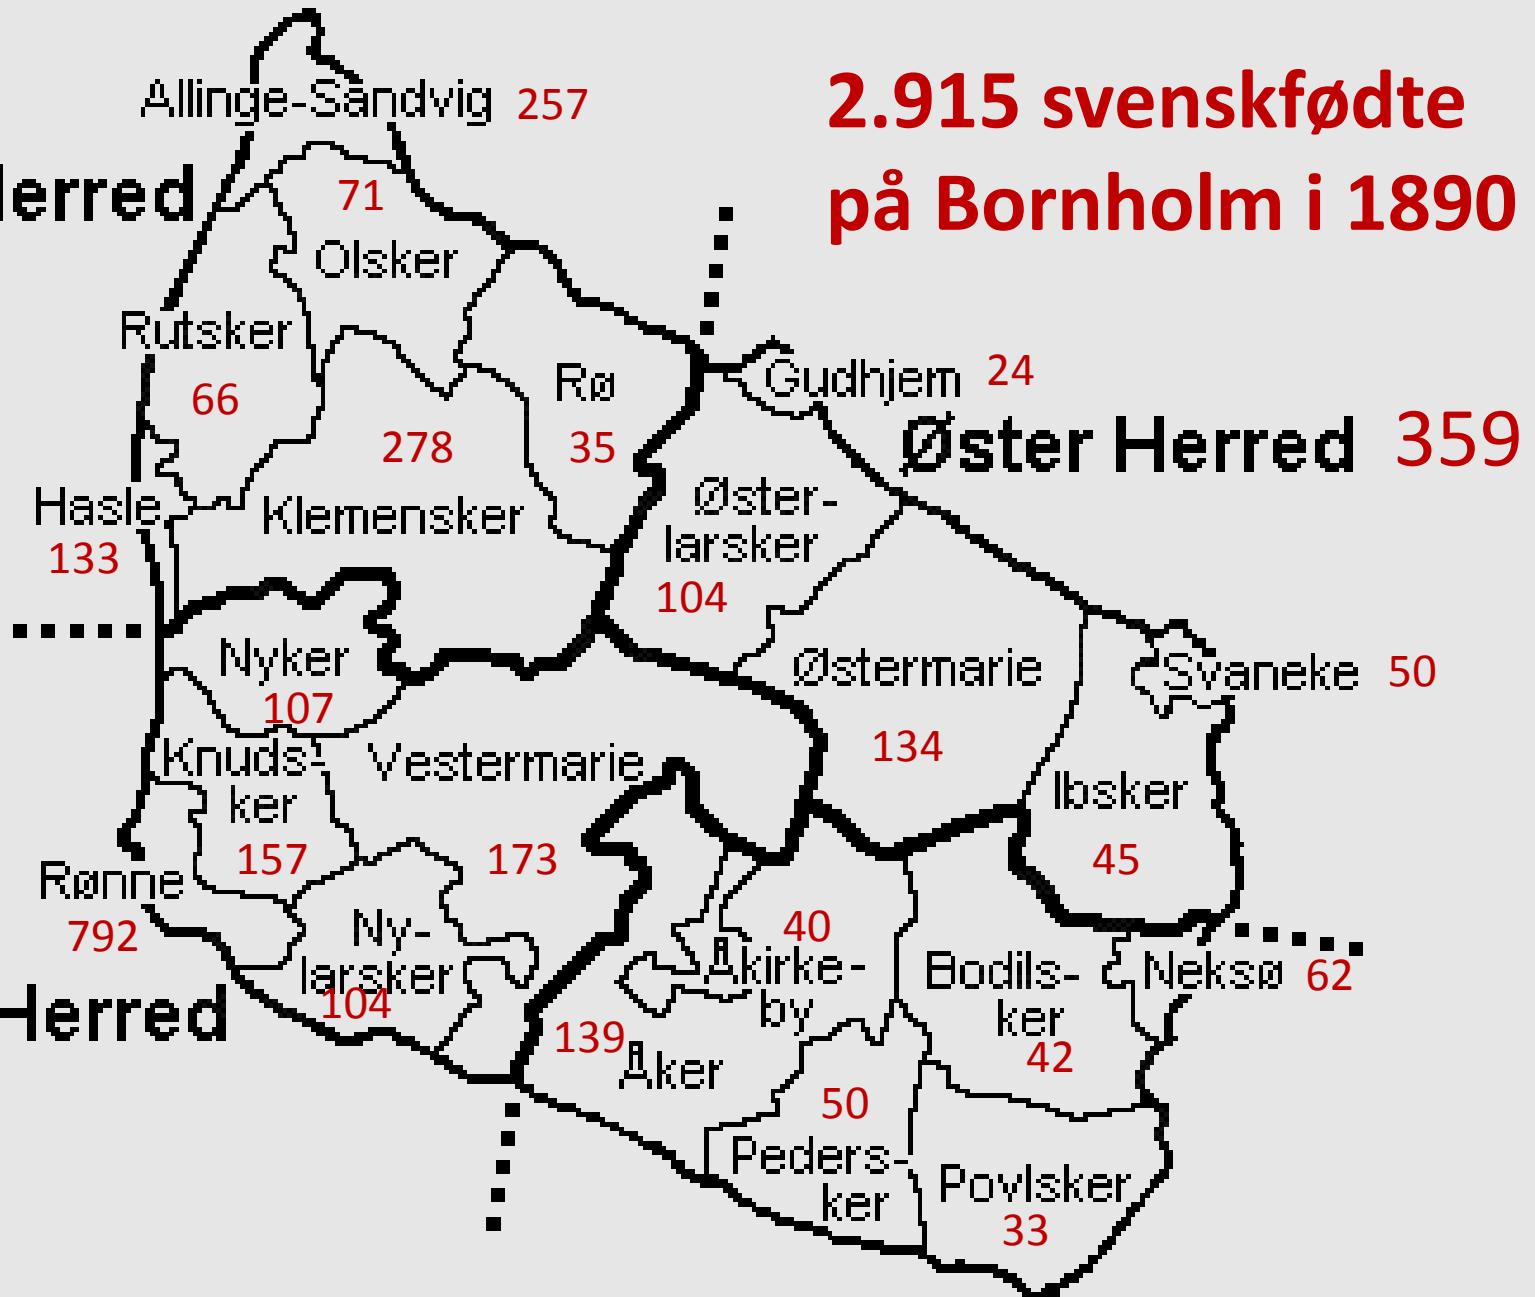 2.915 svenskfødte
på Bornholm i 1890
Allinge-Sandvig 257
Herred
71
Olsker
Rutsker
66
Rø
35
Gudhjem 24
Øster Herred 359
278
Klemensker
Hasle
133
Øster-
larsker
104
Nyker
107
Østermarie
134
Svaneke 50
Knuds-
ker
157
Vestermarie
173
Ibsker
45
Rønne
792
Ny-
larsker
104
Herred
40
Åkirke-
by
Bodils-
ker
42
Neksø 62
139
Åker
50
Peders-
ker
Povlsker
33